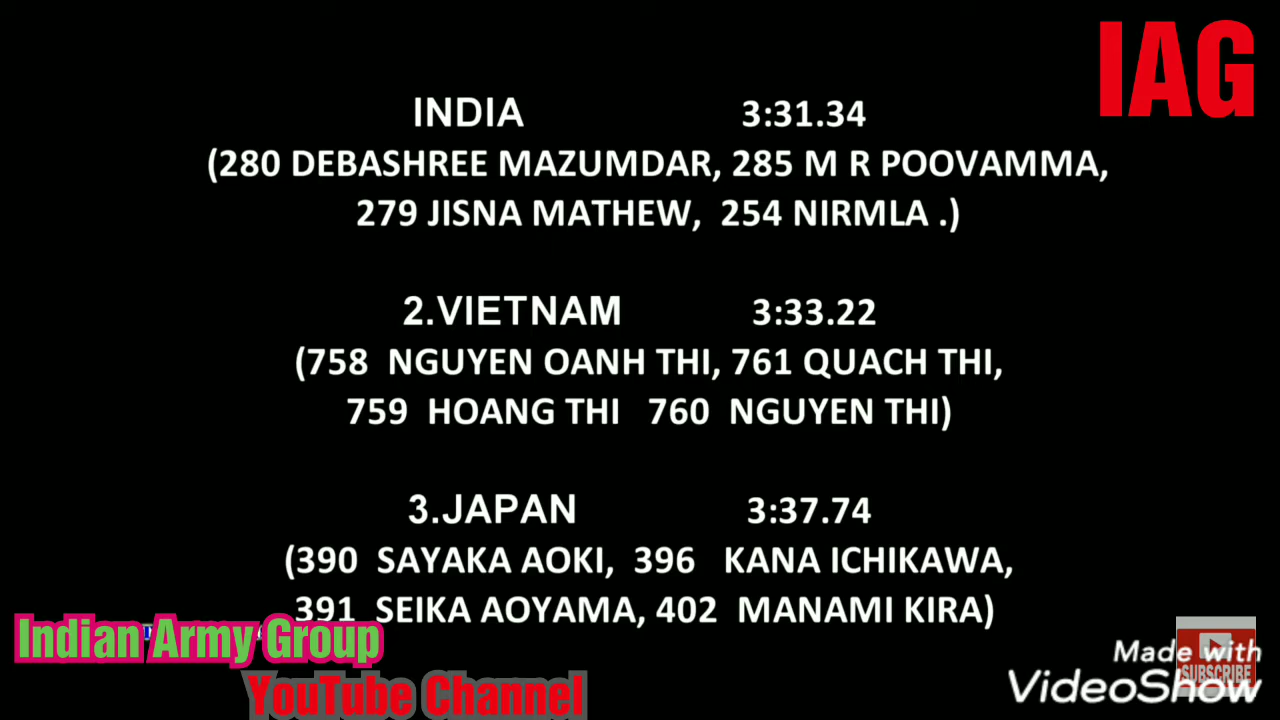 IAG
INDIA 3:31.34
(280 DEBASHREE MAZUMDAR, 285 M R POOVAMMA,
279 JISNA MATHEW, 254 NIRMLA .)
2.VIETNAM 3:33.22
(758 NGUYEN OANH THI, 761 QUACH THI,
759 HOANG THI 760 NGUYEN THI)
3.JAPAN 3:37.74
(390 SAYAKA AOKI, 396 KANA ICHIKAWA,
391 SEIKA AOYAMA, 402 MANAMI KIRA)
Indian Army Group
YouTube Channel
Made with
VideoShow
SUBSCRIBE